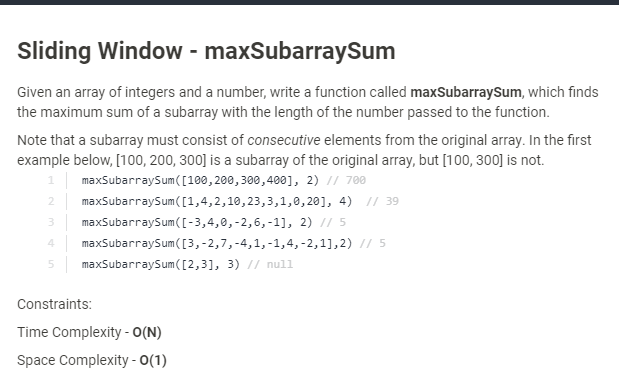 Sliding Window - maxSubarraySum
Given an array of integers and a number, write a function called maxSubarraySum, which finds
the maximum sum of a subarray with the length of the number passed to the function.
Note that a subarray must consist of consecutive elements from the original array. In the first
example below, [100, 200, 300] is a subarray of the original array, but [100, 300] is not.
1 maxSubarraySum([100,200,300,400], 2) // 700
2 maxSubarraySum([1,4,2,10,23,3,1,0,20], 4)  // 39
3 maxSubarraySum([-3,4,0,-2,6,-1], 2) // 5
4 maxSubarraySum([3,-2,7,-4,1,-1,4,-2,1],2) // 5
5 maxSubarraySum([2,3], 3) // null
Constraints:
Time Complexity - O(N)
Space Complexity - O(1)